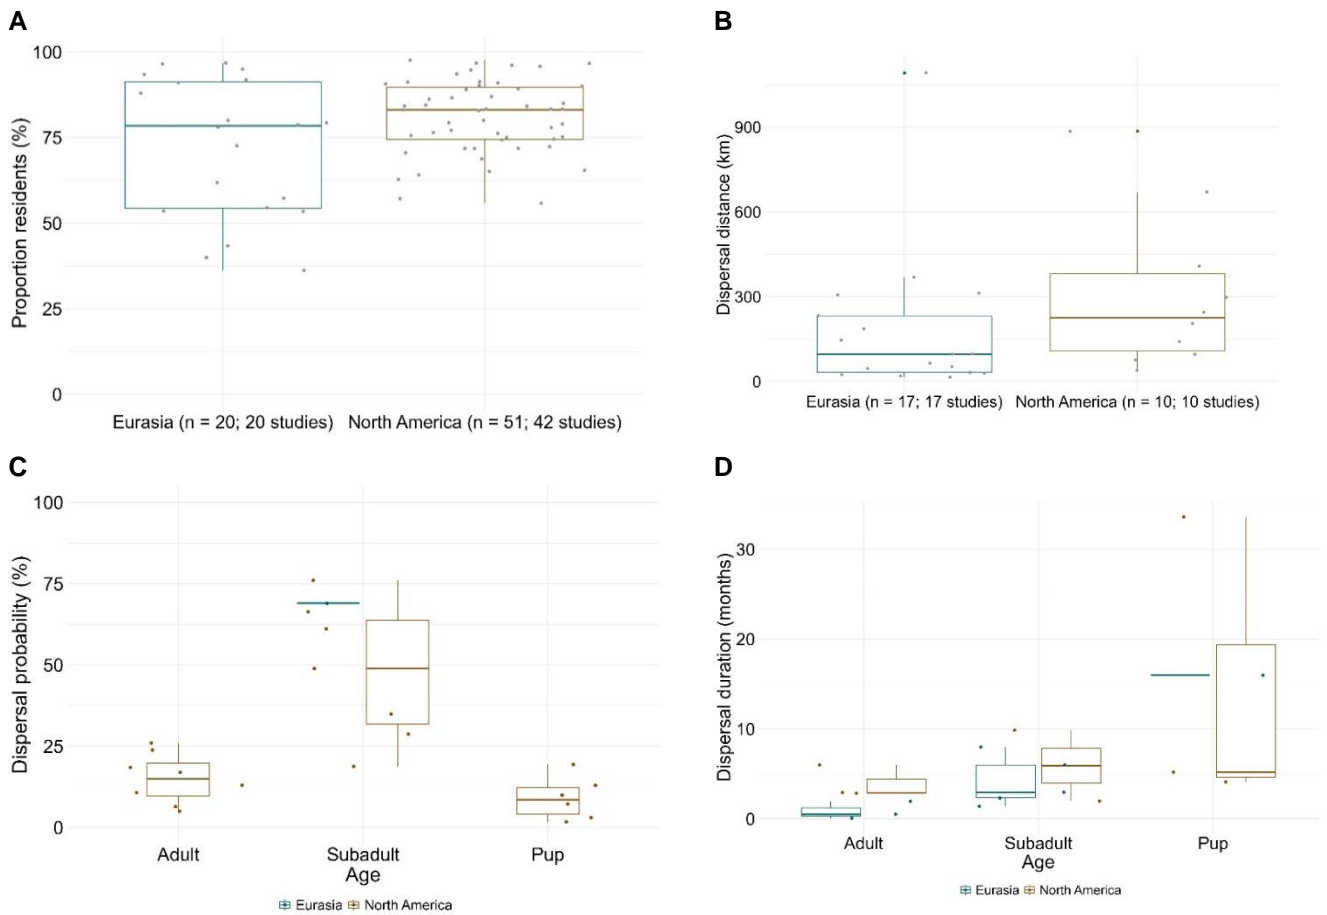 A
Proportion residents (%)
100
75
50
25
0
Eurasia (n = 20; 20 studies)
North America (n = 51; 42 studies)
B
Dispersal distance (km)
900
600
300
0
Eurasia (n = 17; 17 studies)
North America (n = 10; 10 studies)
C
Dispersal probability (%)
100
75
50
25
0
Adult
Subadult
Pup
Age
Eurasia
North America
D
Dispersal duration (months)
30
20
10
0
Adult
Subadult
Pup
Age
Eurasia
North America